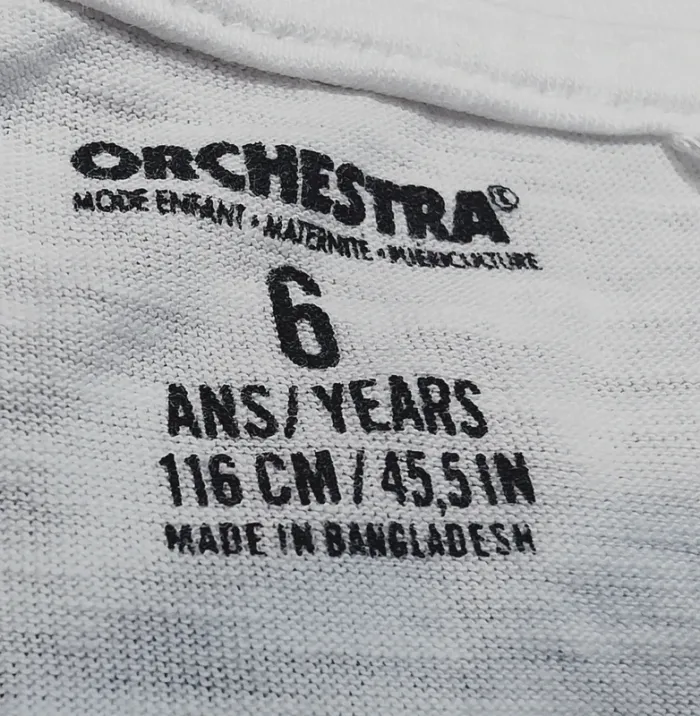 ORCHESTRA®
MODE ENFANT • MATERNITE • PUERICULTURE
6
ANS/YEARS
116 CM/45,5 IN
MADE IN BANGLADESH